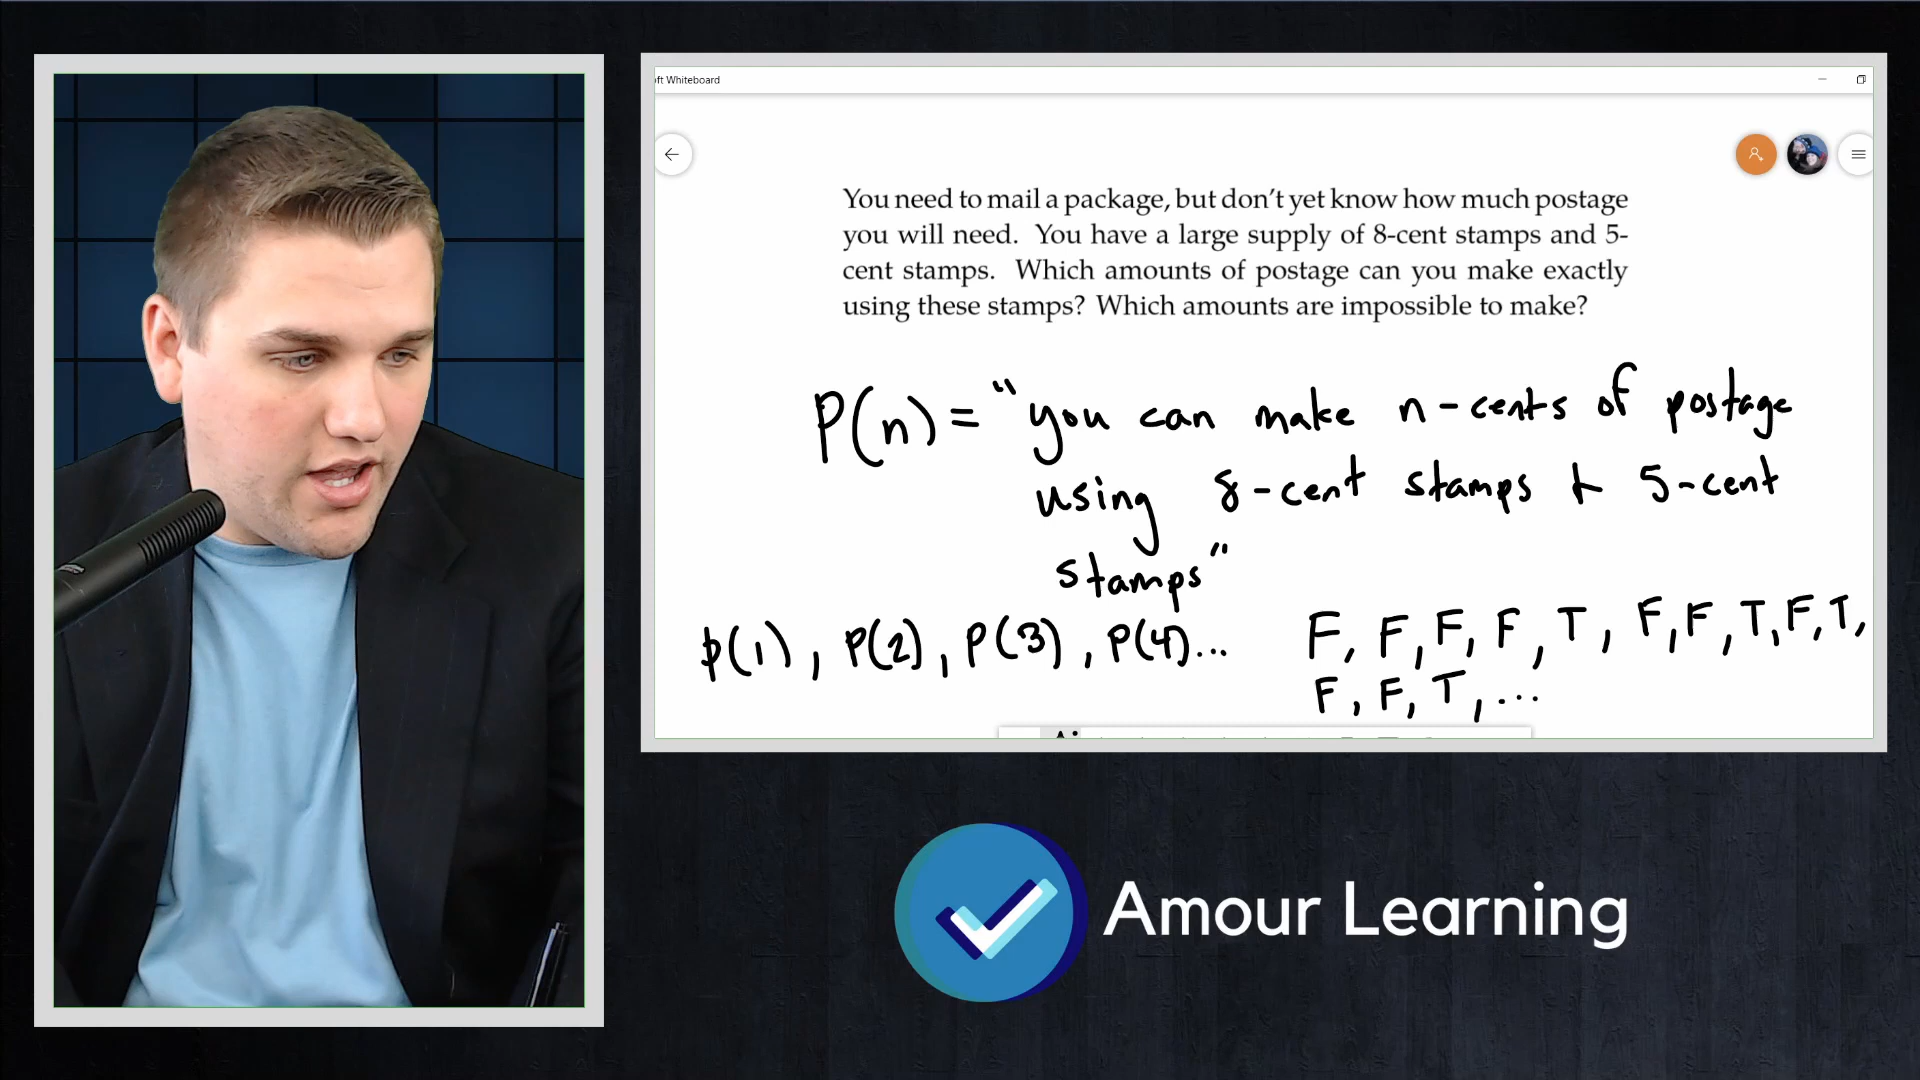 ft Whiteboard
You need to mail a package, but don't yet know how much postage
you will need. You have a large supply of 8-cent stamps and 5-
cent stamps. Which amounts of postage can you make exactly
using these stamps? Which amounts are impossible to make?
P(n) = "you can make n-cents of postage
using 8-cent stamps + 5-cent
stamps"
P(1), P(2), P(3), P(4)...
F, F, F, F, T, F, F, T, F, T,
F, F, T, ...
Amour Learning